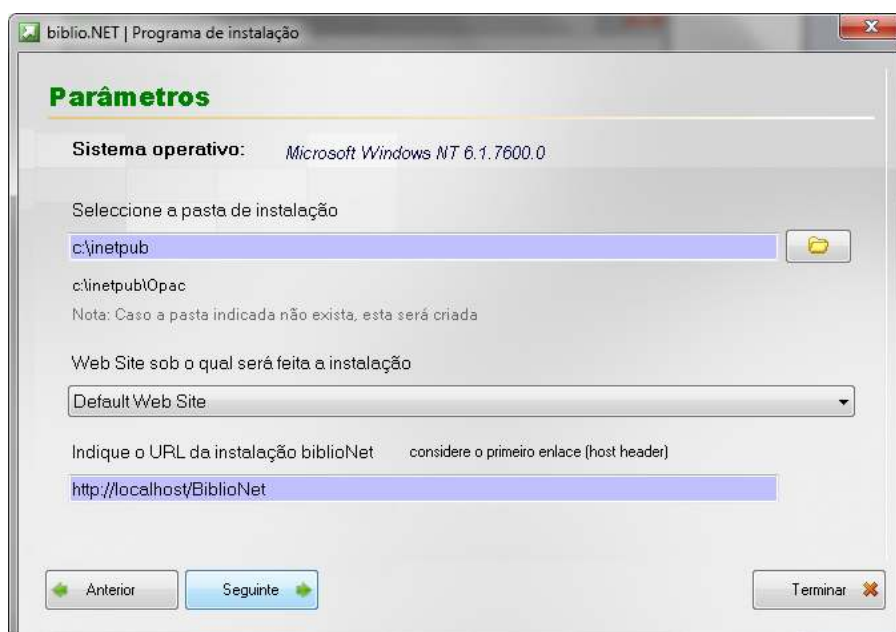 biblio.NET | Programa de instalação
Parâmetros
Sistema operativo: Microsoft Windows NT 6.1.7600.0
Seleccione a pasta de instalação
c:\inetpub
c:\inetpub\Opac
Nota: Caso a pasta indicada não exista, esta será criada
Web Site sob o qual será feita a instalação
Default Web Site
Indique o URL da instalação biblioNet considere o primeiro enlace (host header)
http://localhost/BiblioNet
Anterior Seguinte Terminar